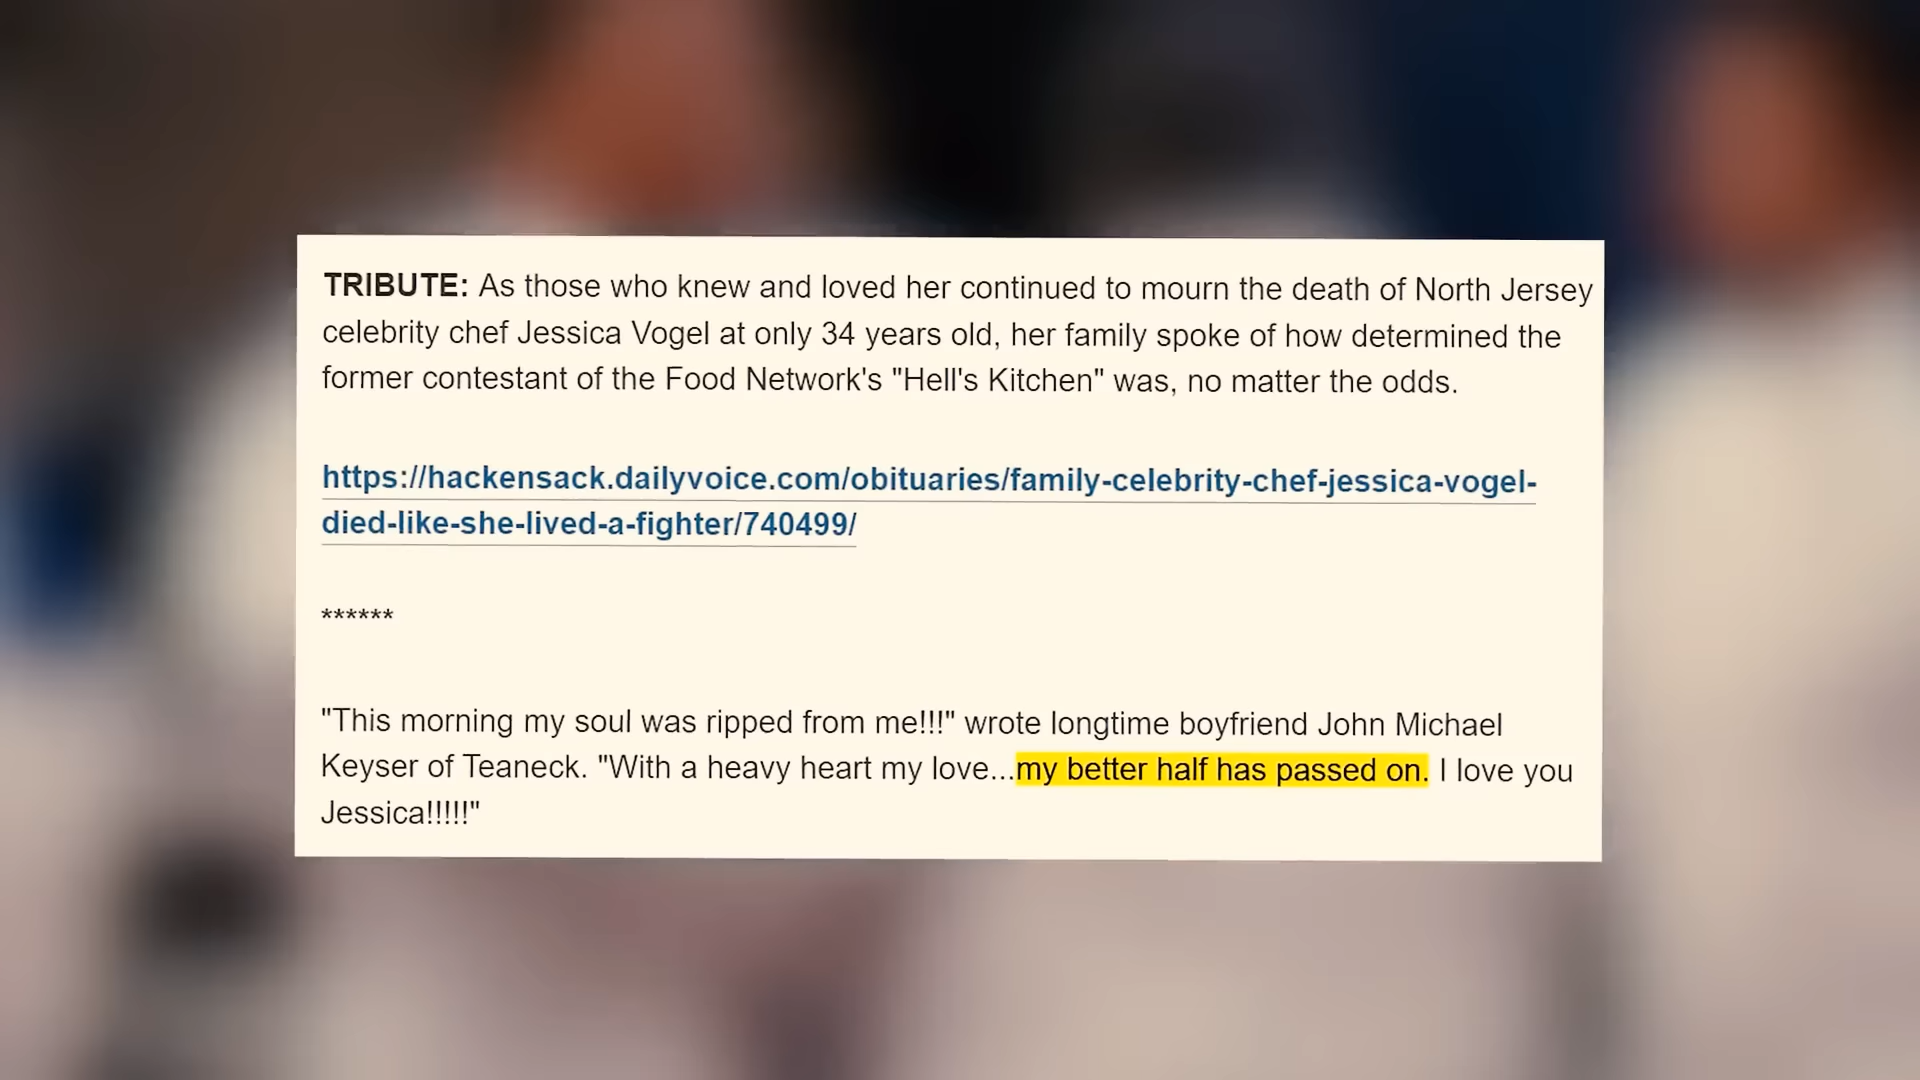 TRIBUTE: As those who knew and loved her continued to mourn the death of North Jersey
celebrity chef Jessica Vogel at only 34 years old, her family spoke of how determined the
former contestant of the Food Network's "Hell's Kitchen" was, no matter the odds.
https://hackensack.dailyvoice.com/obituaries/family-celebrity-chef-jessica-vogel-
died-like-she-lived-a-fighter/740499/
******
"This morning my soul was ripped from me!!!" wrote longtime boyfriend John Michael
Keyser of Teaneck. "With a heavy heart my love...my better half has passed on. I love you
Jessica!!!!!"